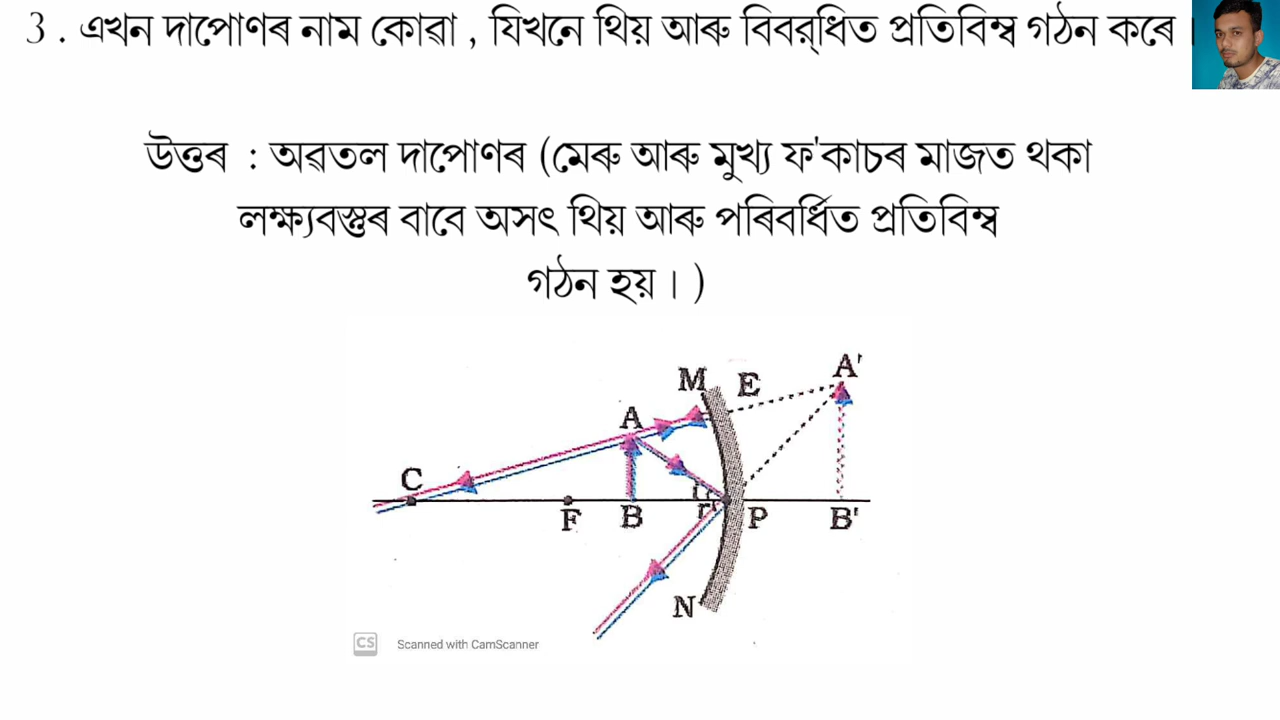 3 . এখন দাপোণৰ নাম কোৱা , যিখনে থিয় আৰু বিবৰ্ধিত প্ৰতিবিম্ব গঠন কৰে ।
উত্তৰ : অৱতল দাপোণৰ (মেৰু আৰু মুখ্য ফ'কাচৰ মাজত থকা
লক্ষ্যবস্তুৰ বাবে অসৎ থিয় আৰু পৰিবৰ্ধিত প্ৰতিবিম্ব
গঠন হয় । )
M E A'
A
C
i
r
F B P B'
N
CS Scanned with CamScanner